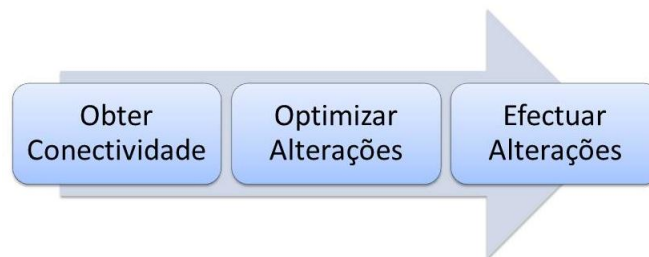 Obter
Conectividade
Optimizar
Alterações
Efectuar
Alterações